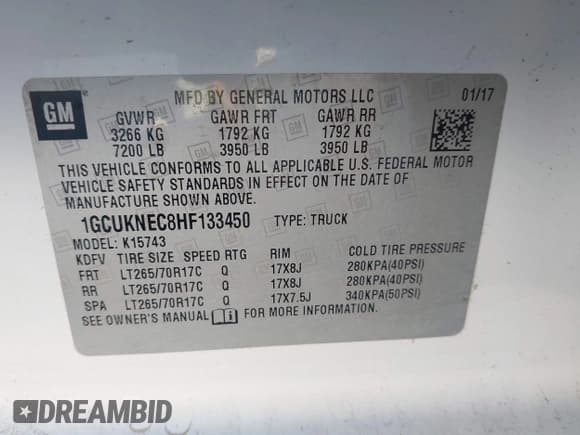 GM
MFD BY GENERAL MOTORS LLC 01/17
GVWR GAWR FRT GAWR RR
3266 KG 1792 KG 1792 KG
7200 LB 3950 LB 3950 LB
THIS VEHICLE CONFORMS TO ALL APPLICABLE U.S. FEDERAL MOTOR
VEHICLE SAFETY STANDARDS IN EFFECT ON THE DATE OF
MANUFACTURE SHOWN ABOVE.
1GCUKNEC8HF133450 TYPE: TRUCK
MODEL: K15743
KDFV TIRE SIZE SPEED RTG RIM COLD TIRE PRESSURE
FRT LT265/70R17C Q 17X8J 280KPA(40PSI)
RR LT265/70R17C Q 17X8J 280KPA(40PSI)
SPA LT265/70R17C Q 17X7.5J 340KPA(50PSI)
SEE OWNER'S MANUAL FOR MORE INFORMATION.
DREAMBID